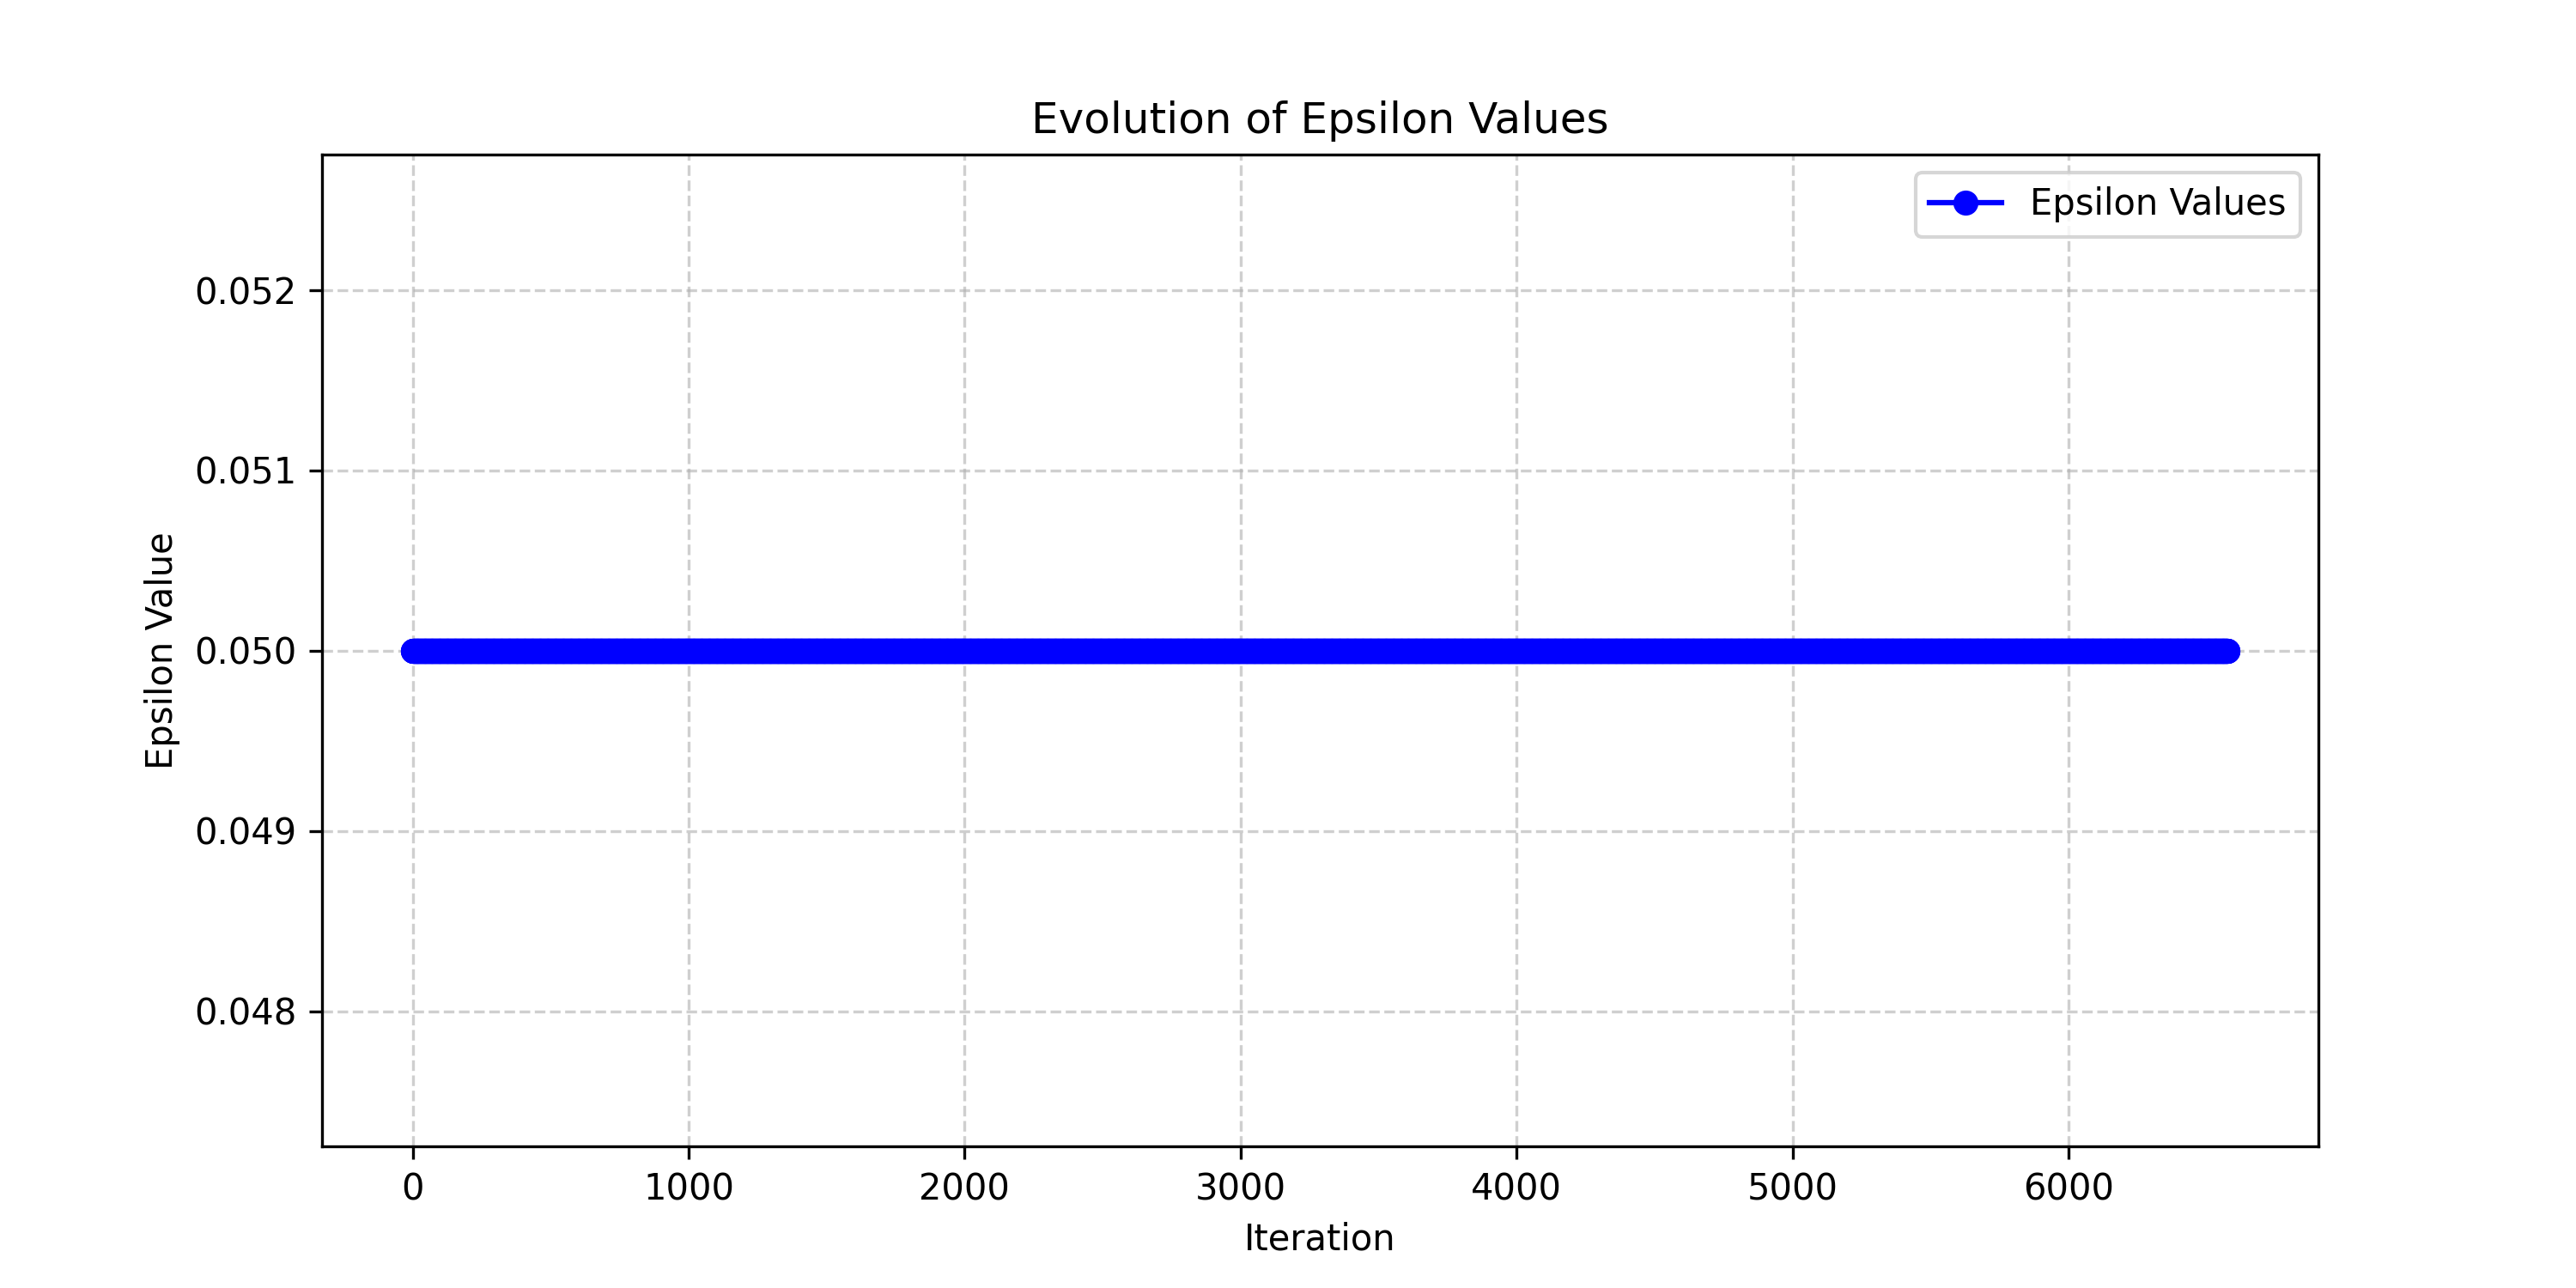 Evolution of Epsilon Values
Epsilon Values
0.052
0.051
0.050
0.049
0.048
Epsilon Value
0 1000 2000 3000 4000 5000 6000
Iteration